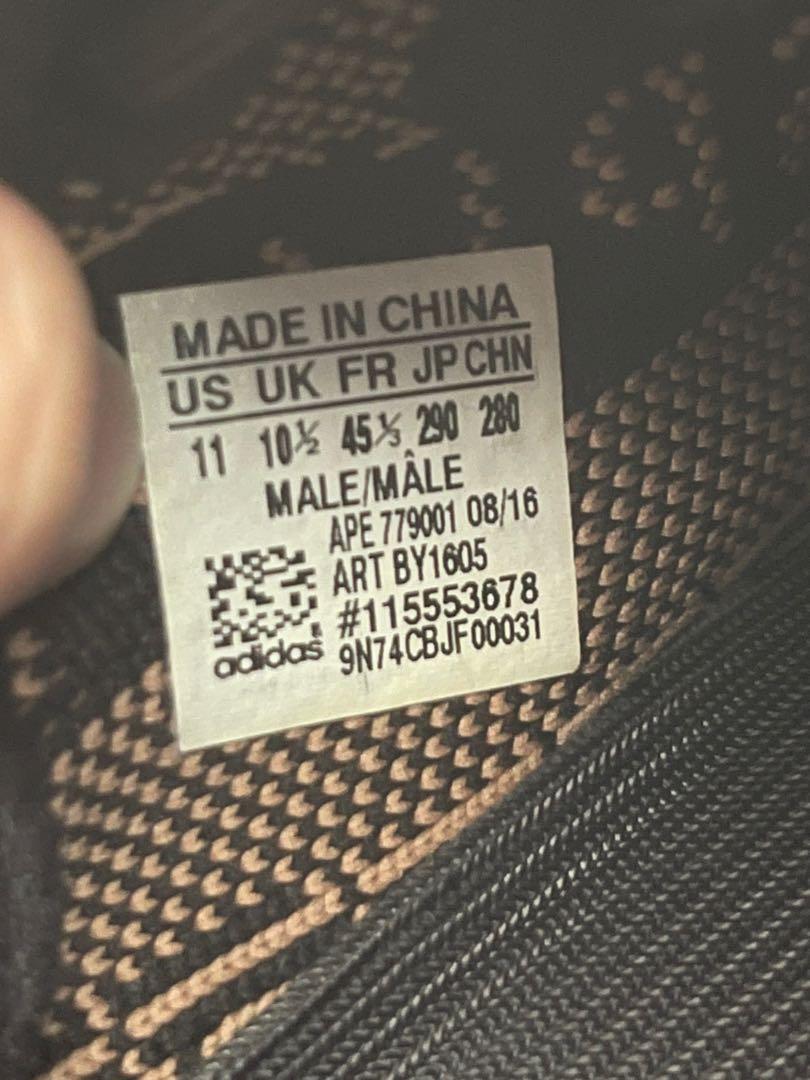 MADE IN CHINA
US UK FR JP CHN
11 10½ 45⅓ 290 280
MALE/MÂLE
APE 779001 08/16
ART BY1605
#115553678
9N74CBJF00031
adidas